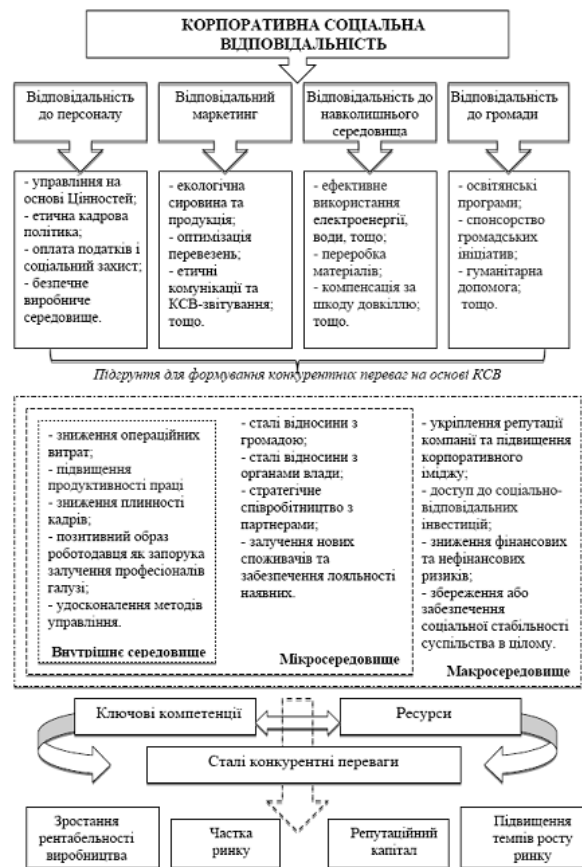 КОРПОРАТИВНА СОЦІАЛЬНА
ВІДПОВІДАЛЬНІСТЬ
Відповідальність
до персоналу
Відповідальний
маркетинг
Відповідальність до
навколишнього
середовища
Відповідальність
до громади
- управління на
основі Цінностей;
- етична кадрова
політика;
- оплата податків і
соціальний захист;
- безпечне
виробниче
середовище.
- екологічна
сировина та
продукція;
- оптимізація
перевезень;
- етичні
комунікації та
КСВ-звітування;
тощо.
- ефективне
використання
електроенергії,
води, тощо;
- переробка
матеріалів;
- компенсація за
шкоду довкіллю;
тощо.
- освітянські
програми;
- спонсорство
громадських
ініціатив;
- гуманітарна
допомога;
тощо.
Підґрунтя для формування конкурентних переваг на основі КСВ
- зниження операційних
витрат;
- підвищення
продуктивності праці
- зниження плинності
кадрів;
- позитивний образ
роботодавця як запорука
залучення професіоналів
галузі;
- удосконалення методів
управління.
Внутрішнє середовище
- сталі відносини з
громадою;
- сталі відносини з
органами влади;
- стратегічне
співробітництво з
партнерами;
- залучення нових
споживачів та
забезпечення лояльності
наявних.
Мікросередовище
- укріплення репутації
компанії та підвищення
корпоративного
іміджу;
- доступ до соціально-
відповідальних
інвестицій;
- зниження фінансових
та нефінансових
ризиків;
- збереження або
забезпечення
соціальної стабільності
суспільства в цілому.
Макросередовище
Ключові компетенції
Ресурси
Сталі конкурентні переваги
Зростання
рентабельності
виробництва
Частка
ринку
Репутаційний
капітал
Підвищення
темпів росту
ринку